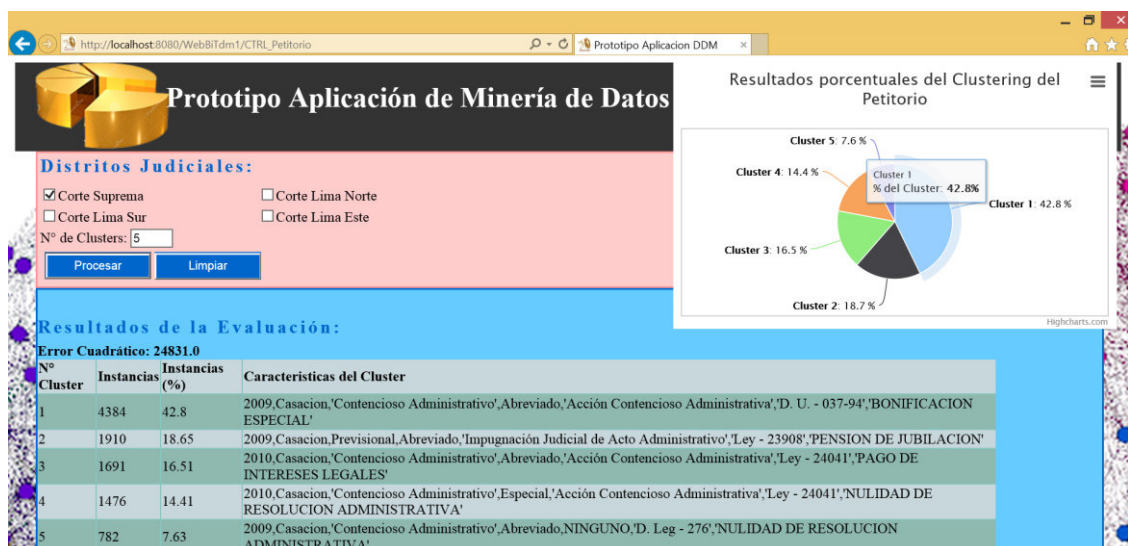 http://localhost:8080/WebBiTdm1/CTRL_Petitorio
Prototipo Aplicacion DDM
Prototipo Aplicación de Minería de Datos
Resultados porcentuales del Clustering del
Petitorio
Cluster 5: 7.6 %
Cluster 4: 14.4 %
Cluster 1
% del Cluster: 42.8%
Cluster 1: 42.8 %
Cluster 3: 16.5 %
Cluster 2: 18.7 %
Highcharts.com
Distritos Judiciales:
Corte Suprema
Corte Lima Norte
Corte Lima Sur
Corte Lima Este
N° de Clusters: 5
Procesar
Limpiar
Resultados de la Evaluación:
Error Cuadrático: 24831.0
N° Cluster Instancias Instancias (%) Caracteristicas del Cluster
1 4384 42.8 2009,Casacion,'Contencioso Administrativo',Abreviado,'Acción Contencioso Administrativa','D. U. - 037-94','BONIFICACION
ESPECIAL'
2 1910 18.65 2009,Casacion,Previsional,Abreviado,'Impugnación Judicial de Acto Administrativo','Ley - 23908','PENSION DE JUBILACION'
3 1691 16.51 2010,Casacion,'Contencioso Administrativo',Abreviado,'Acción Contencioso Administrativa','Ley - 24041','PAGO DE
INTERESES LEGALES'
4 1476 14.41 2010,Casacion,'Contencioso Administrativo',Especial,'Acción Contencioso Administrativa','Ley - 24041','NULIDAD DE
RESOLUCION ADMINISTRATIVA'
5 782 7.63 2009,Casacion,'Contencioso Administrativo',Abreviado,NINGUNO,'D. Leg - 276','NULIDAD DE RESOLUCION
ADMINISTRATIVA'